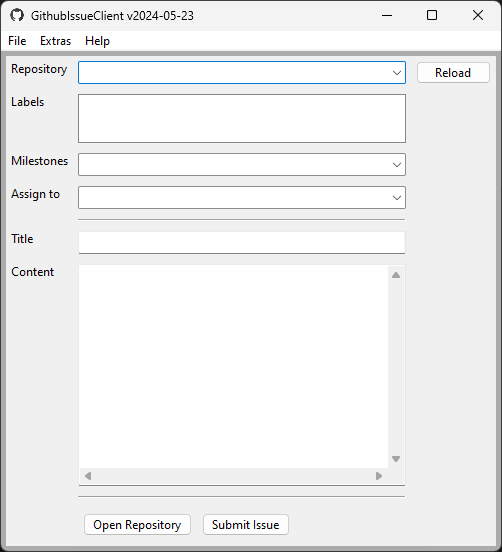 GithubIssueClient v2024-05-23
File Extras Help
Repository Reload
Labels
Milestones
Assign to
Title
Content
Open Repository Submit Issue